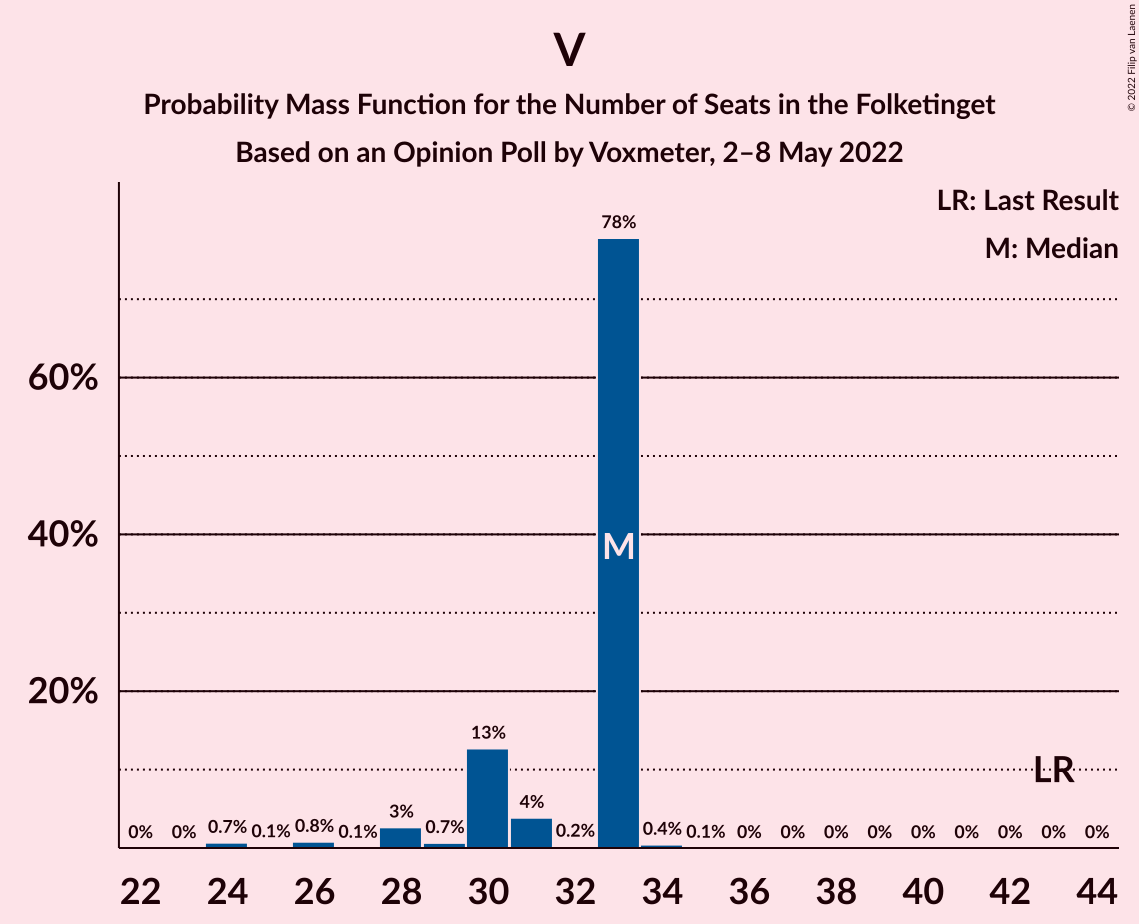 © 2022 Filip van Laenen
V
Probability Mass Function for the Number of Seats in the Folketinget
Based on an Opinion Poll by Voxmeter, 2–8 May 2022
LR: Last Result
M: Median
78%
60%
40%
M
20%
13%
LR
0% 0% 0.7% 0.1% 0.8% 0.1% 3% 0.7% 4% 0.2% 0.4% 0.1% 0% 0% 0% 0% 0% 0% 0% 0% 0%
22 24 26 28 30 32 34 36 38 40 42 44